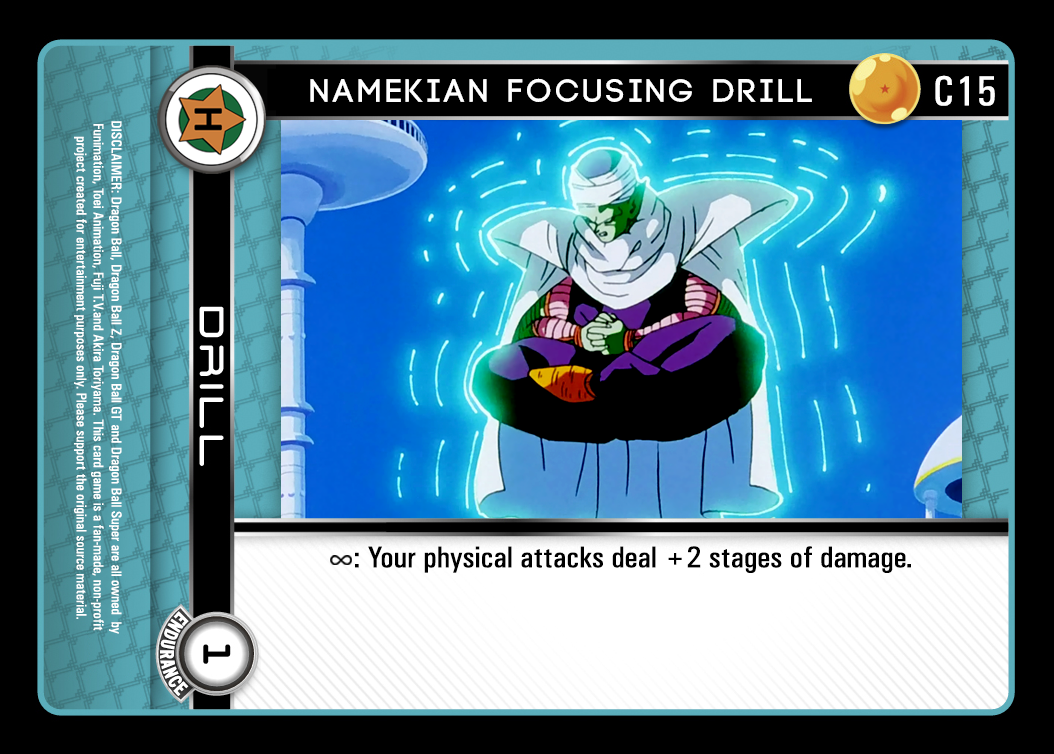 NAMEKIAN FOCUSING DRILL
C15
H
DISCLAIMER: Dragon Ball, Dragon Ball Z, Dragon Ball GT and Dragon Ball Super are all owned by
Funimation, Toei Animation, Fuji T.V.and Akira Toriyama. This card game is a fan-made, non-profit
project created for entertainment purposes only. Please support the original source material.
DRILL
∞: Your physical attacks deal +2 stages of damage.
1
ENDURANCE